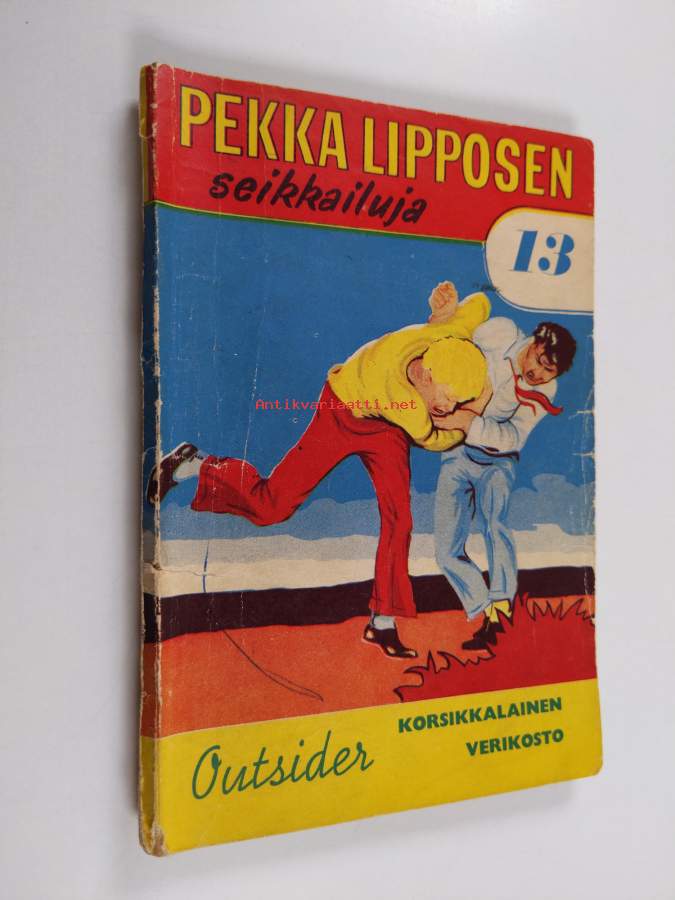 PEKKA LIPPOSEN
seikkailuja
13
Antikvariaatti.net
Outsider
KORSIKKALAINEN
VERIKOSTO